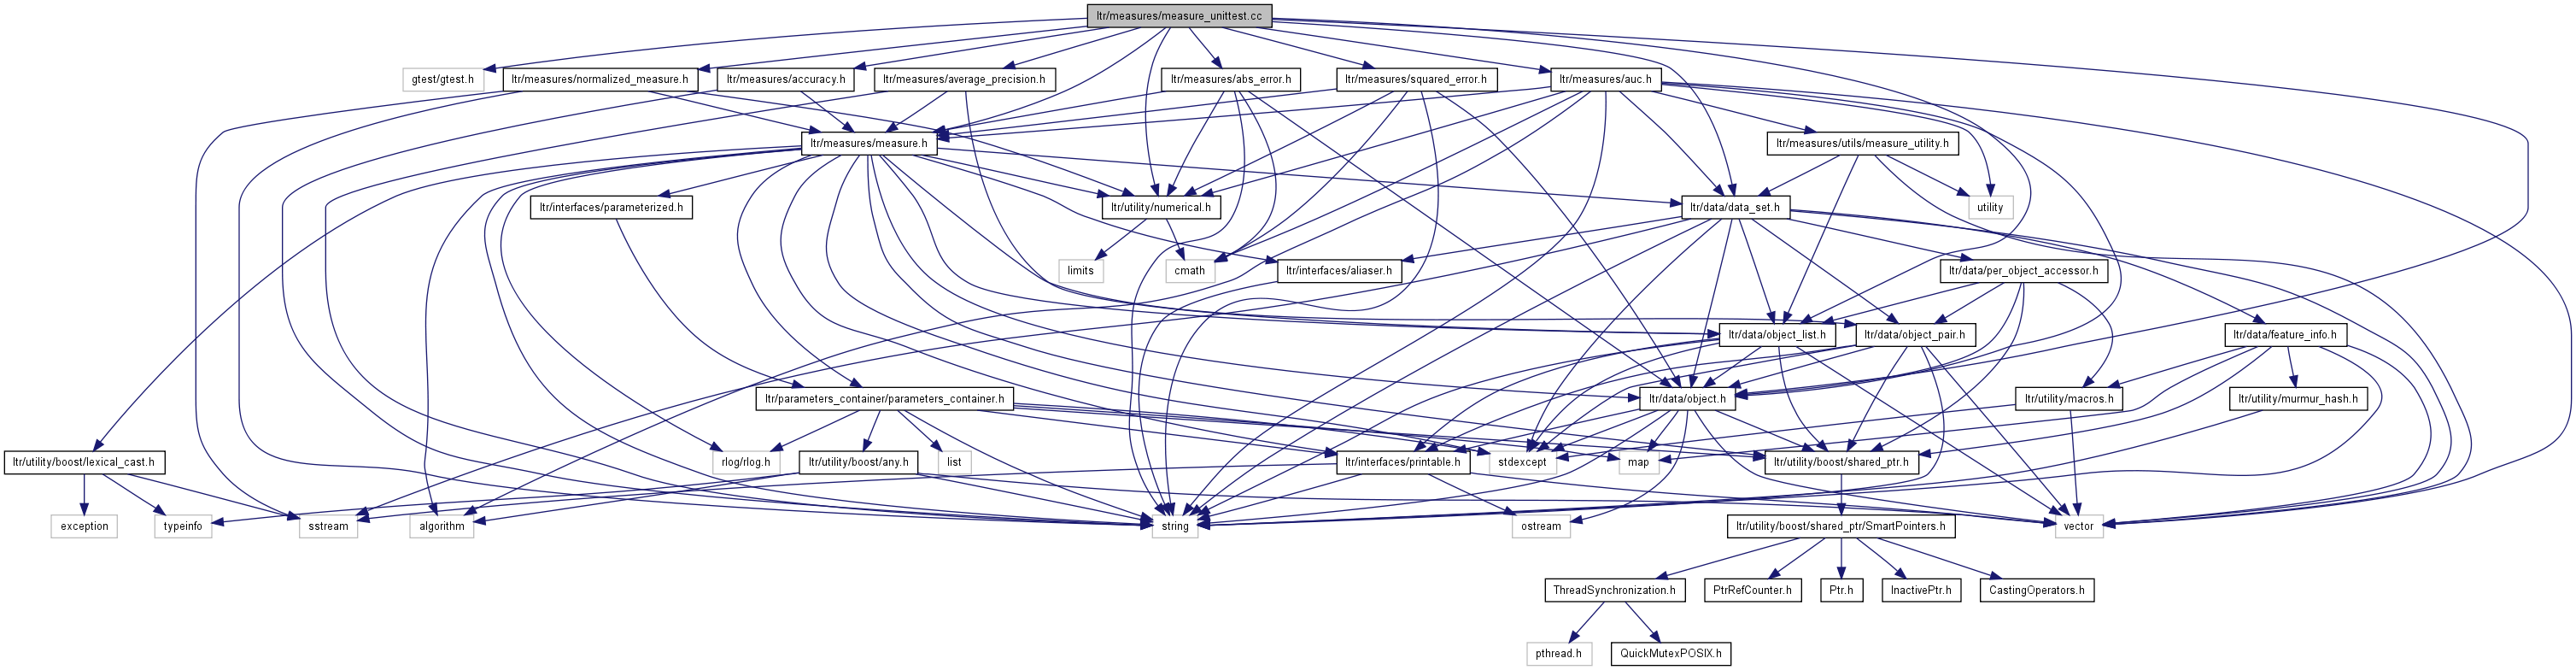 ltr/measures/measure_unittest.cc
gtest/gtest.h
ltr/measures/normalized_measure.h
ltr/measures/accuracy.h
ltr/measures/average_precision.h
ltr/measures/abs_error.h
ltr/measures/squared_error.h
ltr/measures/auc.h
ltr/measures/measure.h
ltr/measures/utils/measure_utility.h
ltr/interfaces/parameterized.h
ltr/utility/numerical.h
ltr/data/data_set.h
utility
limits
cmath
ltr/interfaces/aliaser.h
ltr/data/per_object_accessor.h
ltr/data/object_list.h
ltr/data/object_pair.h
ltr/data/feature_info.h
ltr/parameters_container/parameters_container.h
ltr/data/object.h
ltr/utility/macros.h
ltr/utility/murmur_hash.h
ltr/utility/boost/lexical_cast.h
rlog/rlog.h
ltr/utility/boost/any.h
list
ltr/interfaces/printable.h
stdexcept
map
ltr/utility/boost/shared_ptr.h
exception
typeinfo
sstream
algorithm
string
ostream
ltr/utility/boost/shared_ptr/SmartPointers.h
vector
ThreadSynchronization.h
PtrRefCounter.h
Ptr.h
InactivePtr.h
CastingOperators.h
pthread.h
QuickMutexPOSIX.h